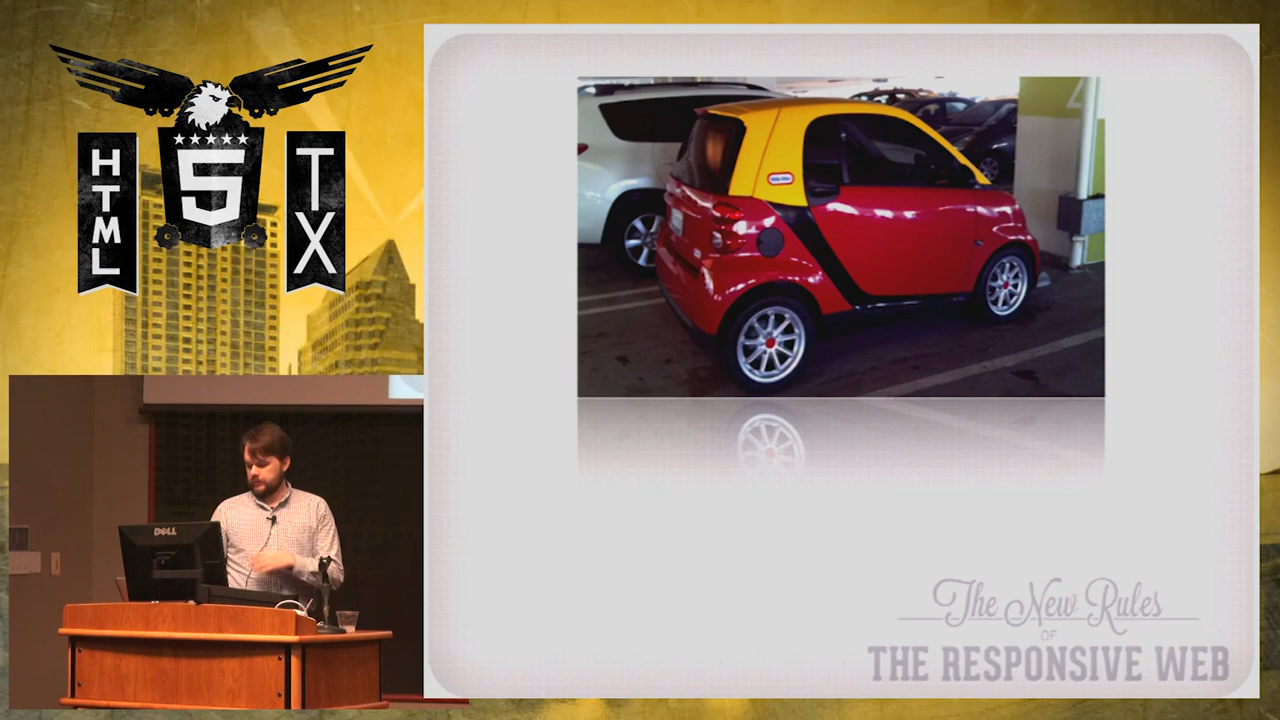 HTML
5
TX
DELL
The New Rules
OF
THE RESPONSIVE WEB